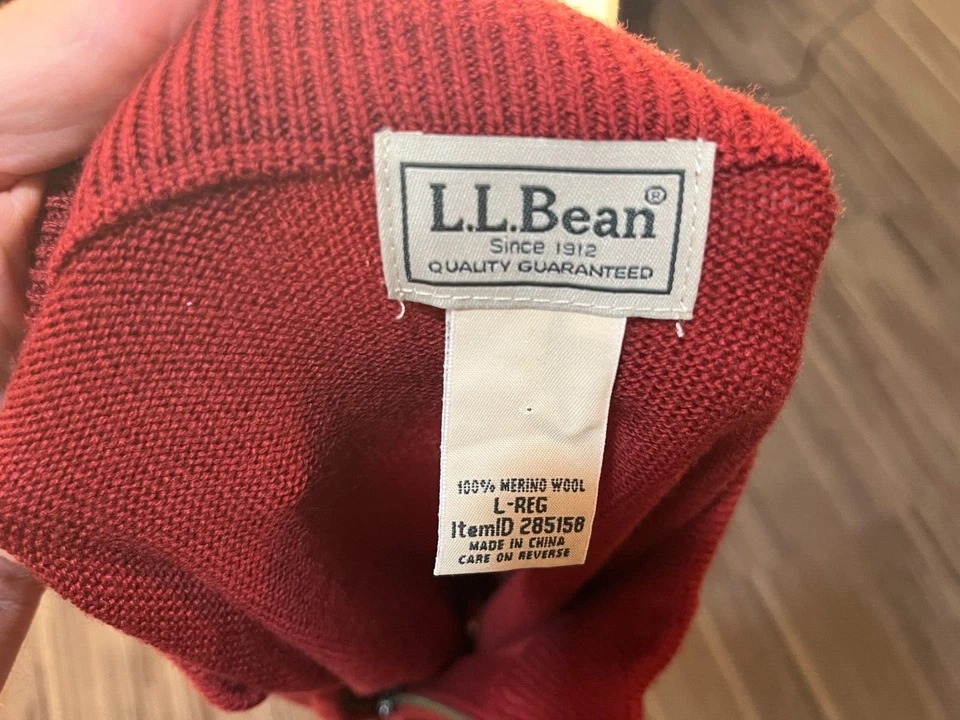 L.L.Bean®
Since 1912
QUALITY GUARANTEED
100% MERINO WOOL
L-REG
ItemID 285158
MADE IN CHINA
CARE ON REVERSE